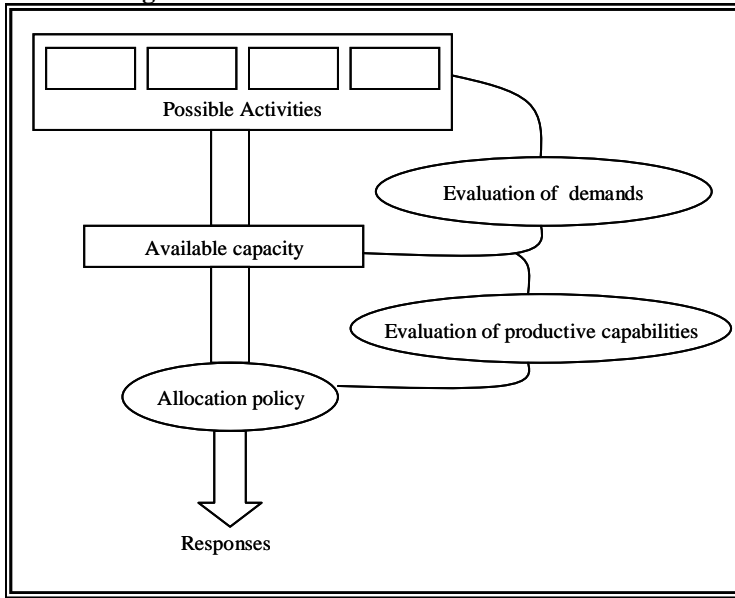 Possible Activities
Evaluation of demands
Available capacity
Evaluation of productive capabilities
Allocation policy
Responses